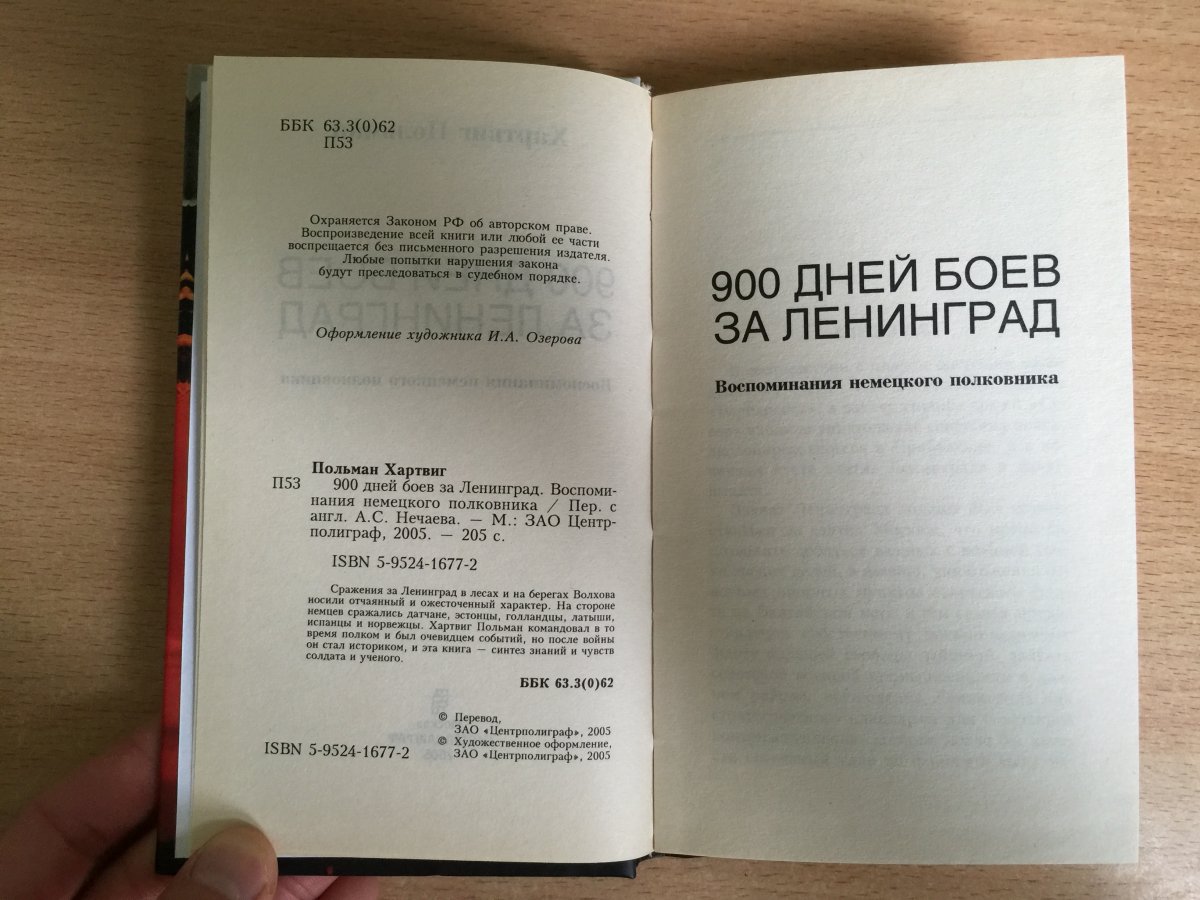 ББК 63.3(0)62
П53
Охраняется Законом РФ об авторском праве.
Воспроизведение всей книги или любой ее части
воспрещается без письменного разрешения издателя.
Любые попытки нарушения закона
будут преследоваться в судебном порядке.
Оформление художника И.А. Озерова
Польман Хартвиг
П53 900 дней боев за Ленинград. Воспоми-
нания немецкого полковника / Пер. с
англ. А.С. Нечаева. — М.: ЗАО Центр-
полиграф, 2005. — 205 с.
ISBN 5-9524-1677-2
Сражения за Ленинград в лесах и на берегах Волхова
носили отчаянный и ожесточенный характер. На стороне
немцев сражались датчане, эстонцы, голландцы, латыши,
испанцы и норвежцы. Хартвиг Польман командовал в то
время полком и был очевидцем событий, но после войны
он стал историком, и эта книга — синтез знаний и чувств
солдата и ученого.
ББК 63.3(0)62
© Перевод,
ЗАО «Центрполиграф», 2005
© Художественное оформление,
ЗАО «Центрполиграф», 2005
ISBN 5-9524-1677-2
900 ДНЕЙ БОЕВ
ЗА ЛЕНИНГРАД
Воспоминания немецкого полковника